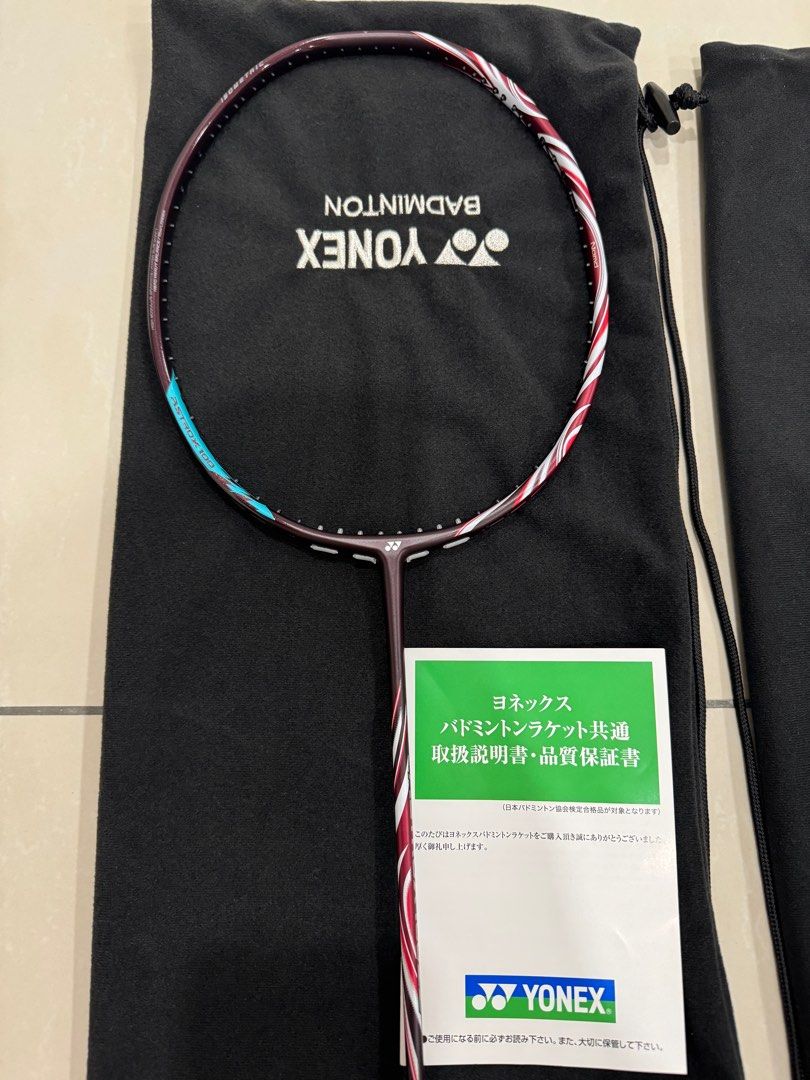 ISOMETRIC
YONEX
BADMINTON
Namd
ASTROX 100
ヨネックス
バドミントンラケット共通
取扱説明書・品質保証書
(日本バドミントン協会検定合格品が対象となります)
このたびはヨネックスバドミントンラケットをご購入頂き誠にありがとうございました
厚く御礼申し上げます。
YONEX®
●ご使用になる前に必ずお読み下さい。また、大切に保管して下さい。